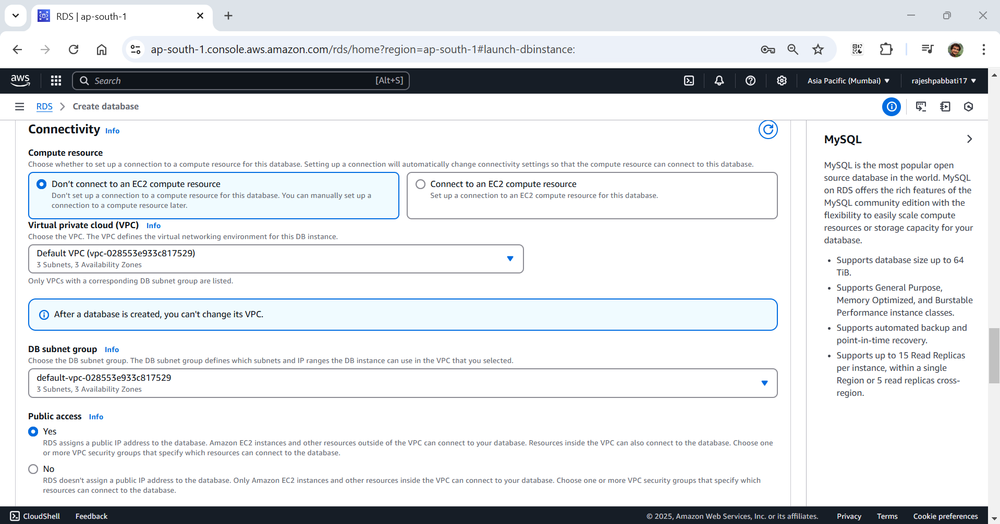 RDS | ap-south-1
ap-south-1.console.aws.amazon.com/rds/home?region=ap-south-1#launch-dbinstance:
aws
Search [Alt+S]
Asia Pacific (Mumbai)
rajeshpabbati17
RDS
Create database
Connectivity Info
Compute resource
Choose whether to set up a connection to a compute resource for this database. Setting up a connection will automatically change connectivity settings so that the compute resource can connect to this database.
Don’t connect to an EC2 compute resource
Don’t set up a connection to a compute resource for this database. You can manually set up a
connection to a compute resource later.
Connect to an EC2 compute resource
Set up a connection to an EC2 compute resource for this database.
Virtual private cloud (VPC) Info
Choose the VPC. The VPC defines the virtual networking environment for this DB instance.
Default VPC (vpc-028553e933c817529)
3 Subnets, 3 Availability Zones
Only VPCs with a corresponding DB subnet group are listed.
After a database is created, you can't change its VPC.
DB subnet group Info
Choose the DB subnet group. The DB subnet group defines which subnets and IP ranges the DB instance can use in the VPC that you selected.
default-vpc-028553e933c817529
3 Subnets, 3 Availability Zones
Public access Info
Yes
RDS assigns a public IP address to the database. Amazon EC2 instances and other resources outside of the VPC can connect to your database. Resources inside the VPC can also connect to the database. Choose one
or more VPC security groups that specify which resources can connect to the database.
No
RDS doesn't assign a public IP address to the database. Only Amazon EC2 instances and other resources inside the VPC can connect to your database. Choose one or more VPC security groups that specify which
resources can connect to the database.
MySQL
MySQL is the most popular open
source database in the world. MySQL
on RDS offers the rich features of the
MySQL community edition with the
flexibility to easily scale compute
resources or storage capacity for your
database.
• Supports database size up to 64
TiB.
• Supports General Purpose,
Memory Optimized, and Burstable
Performance instance classes.
• Supports automated backup and
point-in-time recovery.
• Supports up to 15 Read Replicas
per instance, within a single
Region or 5 read replicas cross-
region.
CloudShell
Feedback
© 2025, Amazon Web Services, Inc. or its affiliates.
Privacy
Terms
Cookie preferences